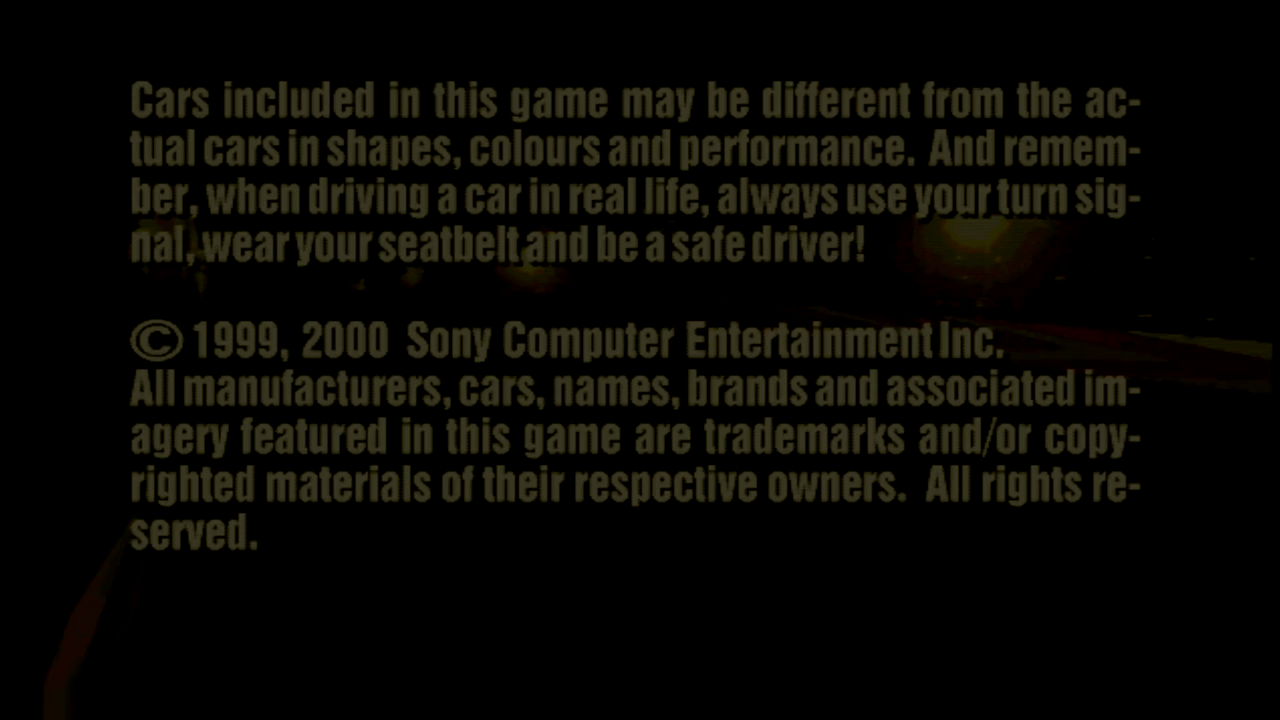 Cars included in this game may be different from the ac-
tual cars in shapes, colours and performance. And remem-
ber, when driving a car in real life, always use your turn sig-
nal, wear your seatbelt and be a safe driver!
© 1999, 2000 Sony Computer Entertainment Inc.
All manufacturers, cars, names, brands and associated im-
agery featured in this game are trademarks and/or copy-
righted materials of their respective owners. All rights re-
served.